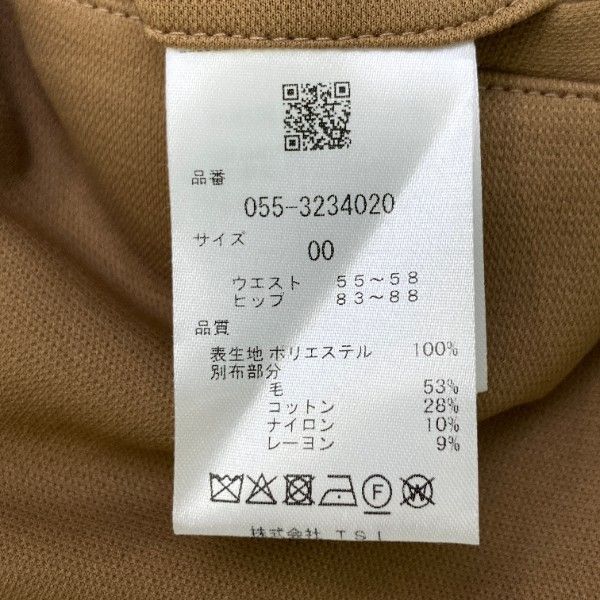 品番
055-3234020
サイズ
00
ウエスト 55〜58
ヒップ 83〜88
品質
表生地 ポリエステル 100%
別布部分
毛 53%
コットン 28%
ナイロン 10%
レーヨン 9%
F W
株式会社 TSI